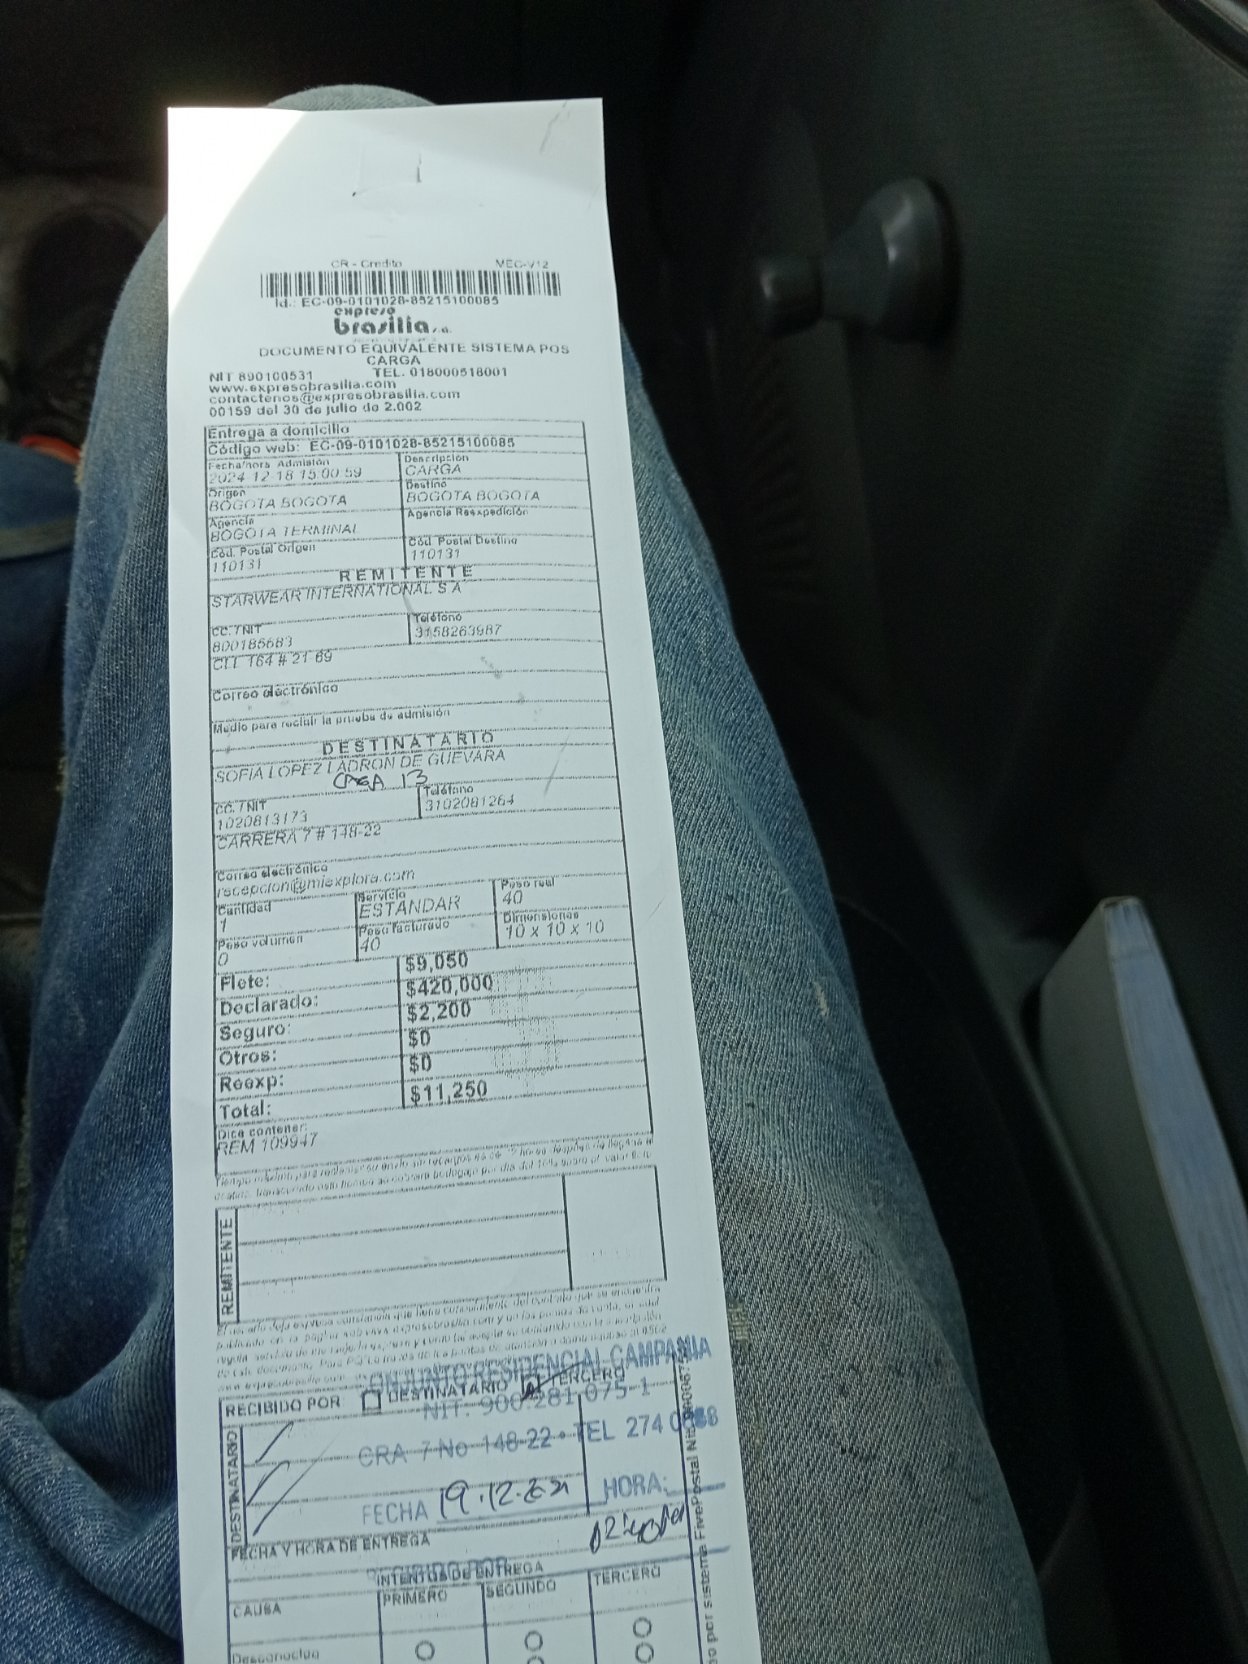 CR - Credito MEC-V12
Id.: EC-09-0101028-85215100085
expreso
brasilia s.a.
DOCUMENTO EQUIVALENTE SISTEMA POS
CARGA
NIT 890100531 TEL. 018000518001
www.expresobrasilia.com
contactenos@expresobrasilia.com
00159 del 30 de julio de 2.002
Entrega a domicilio
Código web: EC-09-0101028-85215100085
Fecha/hora Admisión Descripción
2024-12-18 15:00:59 CARGA
Origen Destino
BOGOTA BOGOTA BOGOTA BOGOTA
Agencia Agencia Reexpedición
BOGOTA TERMINAL
Cód. Postal Origen Cód. Postal Destino
110131 110131
REMITENTE
STARWEAR INTERNATIONAL S A
CC./NIT Teléfono
800185683 3158263987
CLL 164 # 21 69
Correo electrónico
Medio para recibir la prueba de admisión
DESTINATARIO
SOFIA LOPEZ LADRON DE GUEVARA
CASA 13
CC./NIT Teléfono
1020813173 3102081264
CARRERA 7 # 148-22
Correo electrónico
recepcion@miexplora.com
Cantidad Servicio Peso real
1 ESTANDAR 40
Peso volumen Peso facturado Dimensiones
0 40 10 x 10 x 10
Flete: $9,050
Declarado: $420,000
Seguro: $2,200
Otros: $0
Reexp: $0
Total: $11,250
Dice contener:
REM 109947
REMITENTE
CONJUNTO RESIDENCIAL CAMPANIA
RECIBIDO POR DESTINATARIO TERCERO
NIT. 900.281.075-1
CRA 7 No 148-22 • TEL 274
DESTINATARIO
FECHA 19.12. HORA:
FECHA Y HORA DE ENTREGA
RECIBIDO POR
INTENTOS DE ENTREGA
CAUSA PRIMERO SEGUNDO TERCERO
Desconocido